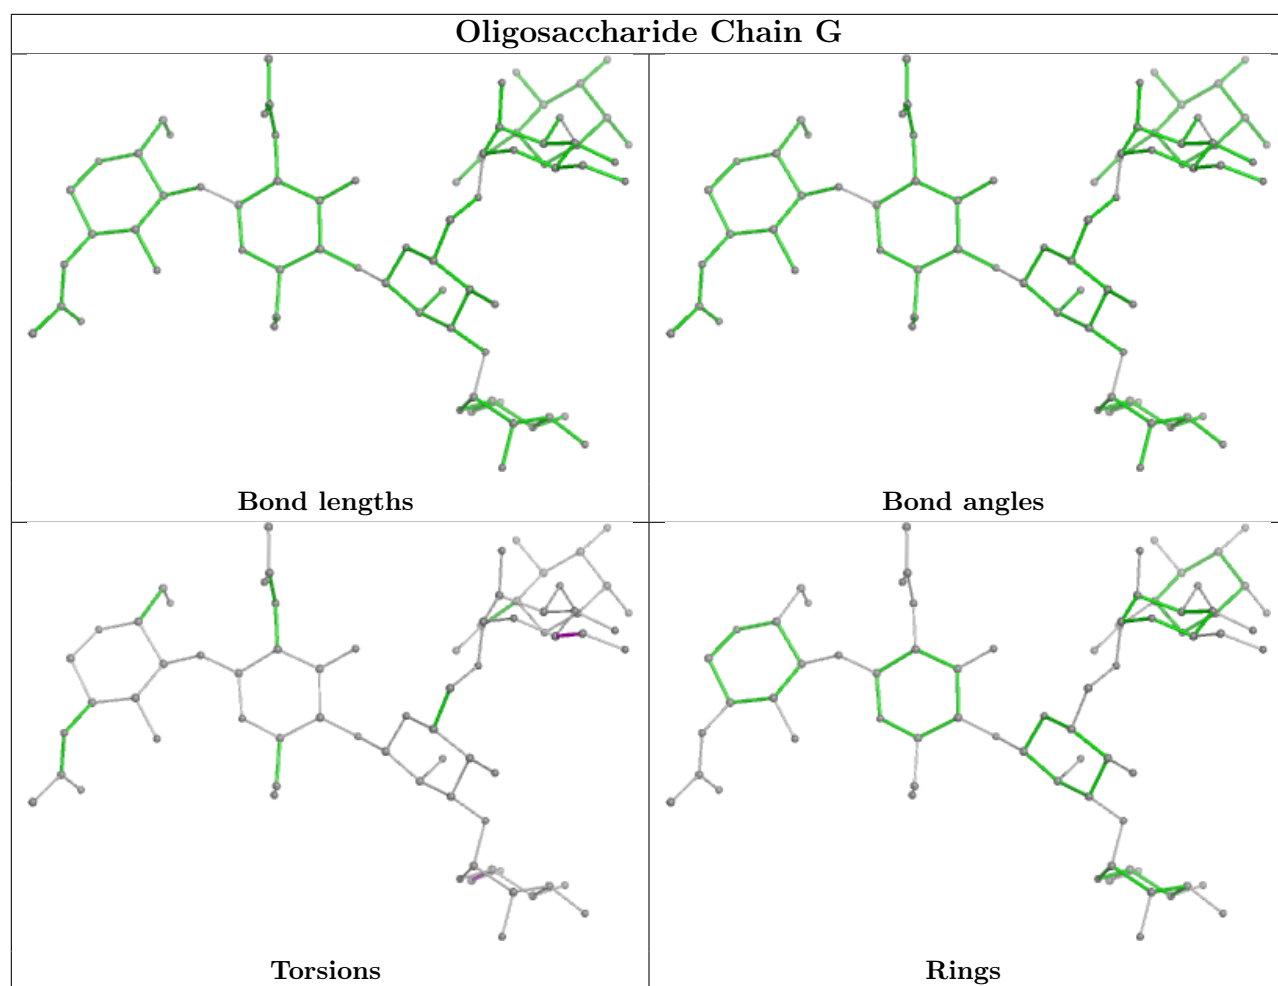 Oligosaccharide Chain G
Bond lengths
Bond angles
Torsions
Rings